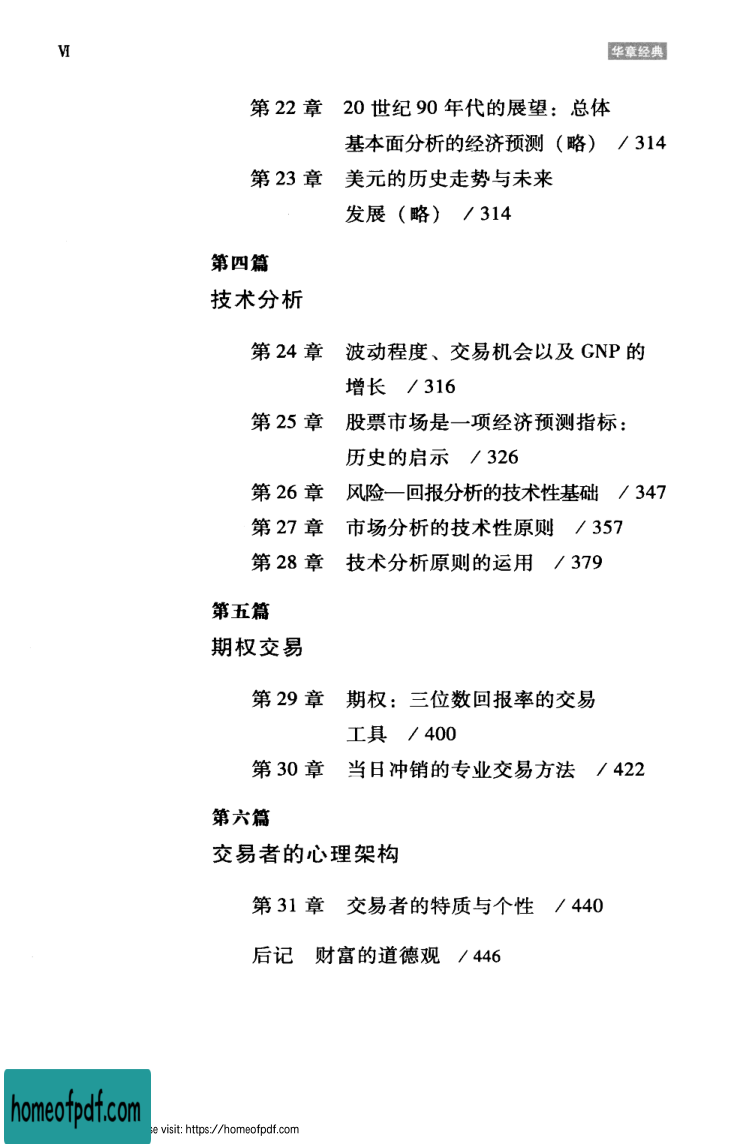 Ⅵ
华章经典
第 22 章 20 世纪 90 年代的展望：总体
基本面分析的经济预测（略） / 314
第 23 章 美元的历史走势与未来
发展（略） / 314
第四篇
技术分析
第 24 章 波动程度、交易机会以及 GNP 的
增长 / 316
第 25 章 股票市场是一项经济预测指标：
历史的启示 / 326
第 26 章 风险—回报分析的技术性基础 / 347
第 27 章 市场分析的技术性原则 / 357
第 28 章 技术分析原则的运用 / 379
第五篇
期权交易
第 29 章 期权：三位数回报率的交易
工具 / 400
第 30 章 当日冲销的专业交易方法 / 422
第六篇
交易者的心理架构
第 31 章 交易者的特质与个性 / 440
后记 财富的道德观 / 446
homeofpdf.com
se visit: https://homeofpdf.com